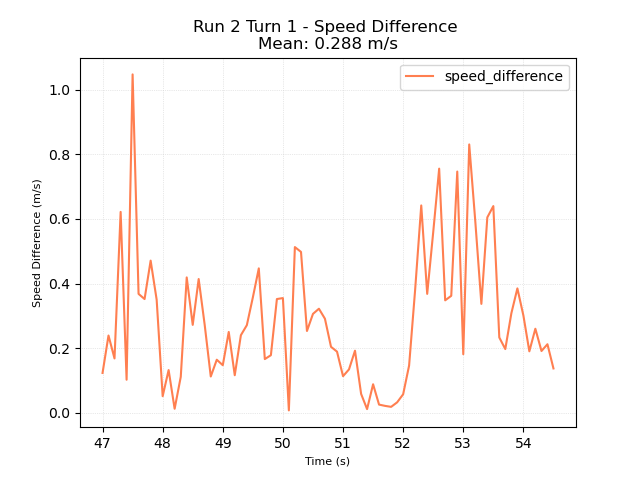 Run 2 Turn 1 - Speed Difference
Mean: 0.288 m/s
speed_difference
Speed Difference (m/s)
1.0
0.8
0.6
0.4
0.2
0.0
47 48 49 50 51 52 53 54
Time (s)